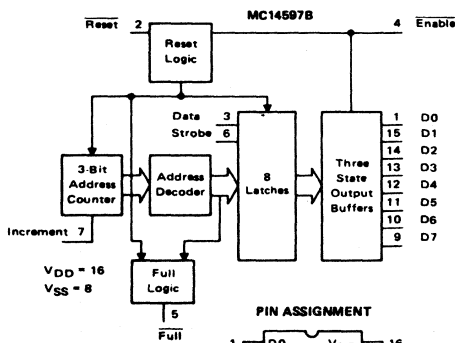 MC14597B
Reset 2 4 Enable
Reset Logic
Data 3
Strobe 6
3-Bit Address Counter
Address Decoder
8 Latches
Three State Output Buffers
1 D0
15 D1
14 D2
13 D3
12 D4
11 D5
10 D6
9 D7
Increment 7
VDD = 16
VSS = 8
Full Logic
5
Full
PIN ASSIGNMENT
1 D0 16